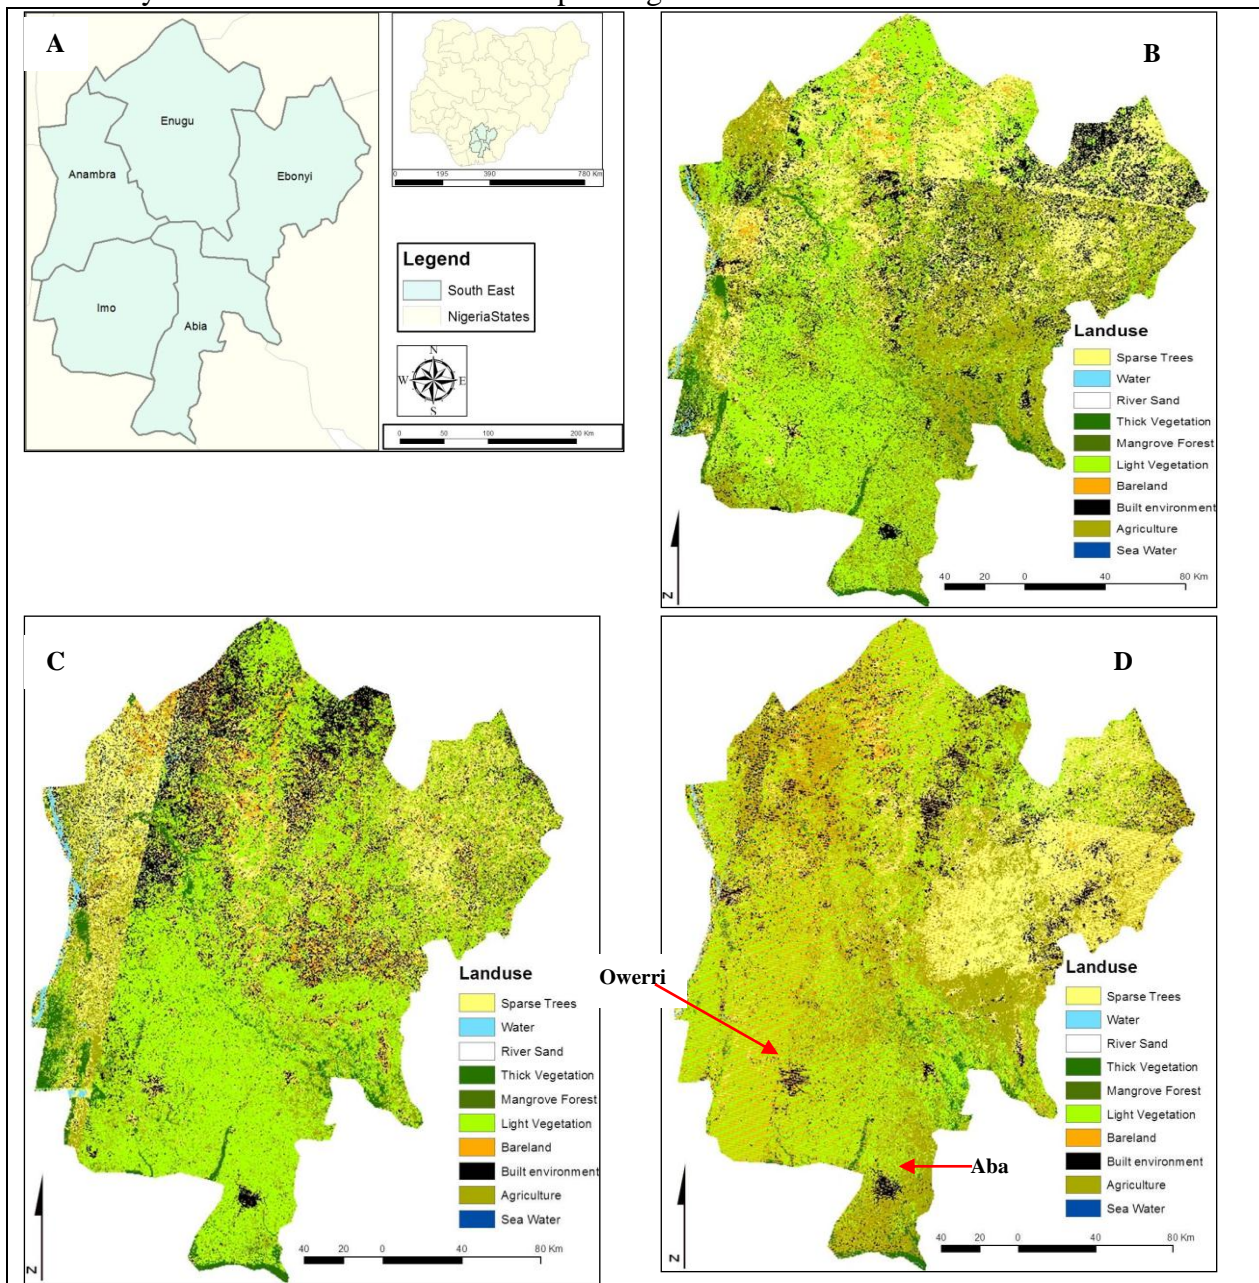 A
Enugu
Anambra
Ebonyi
Imo
Abia
0 195 390 780 Km
Legend
South East
NigeriaStates
N
W E
S
0 50 100 200 Km
B
Landuse
Sparse Trees
Water
River Sand
Thick Vegetation
Mangrove Forest
Light Vegetation
Bareland
Built environment
Agriculture
Sea Water
40 20 0 40 80 Km
N
C
Landuse
Sparse Trees
Water
River Sand
Thick Vegetation
Mangrove Forest
Light Vegetation
Bareland
Built environment
Agriculture
Sea Water
40 20 0 40 80 Km
N
D
Owerri
Aba
Landuse
Sparse Trees
Water
River Sand
Thick Vegetation
Mangrove Forest
Light Vegetation
Bareland
Built environment
Agriculture
Sea Water
40 20 0 40 80 Km
N